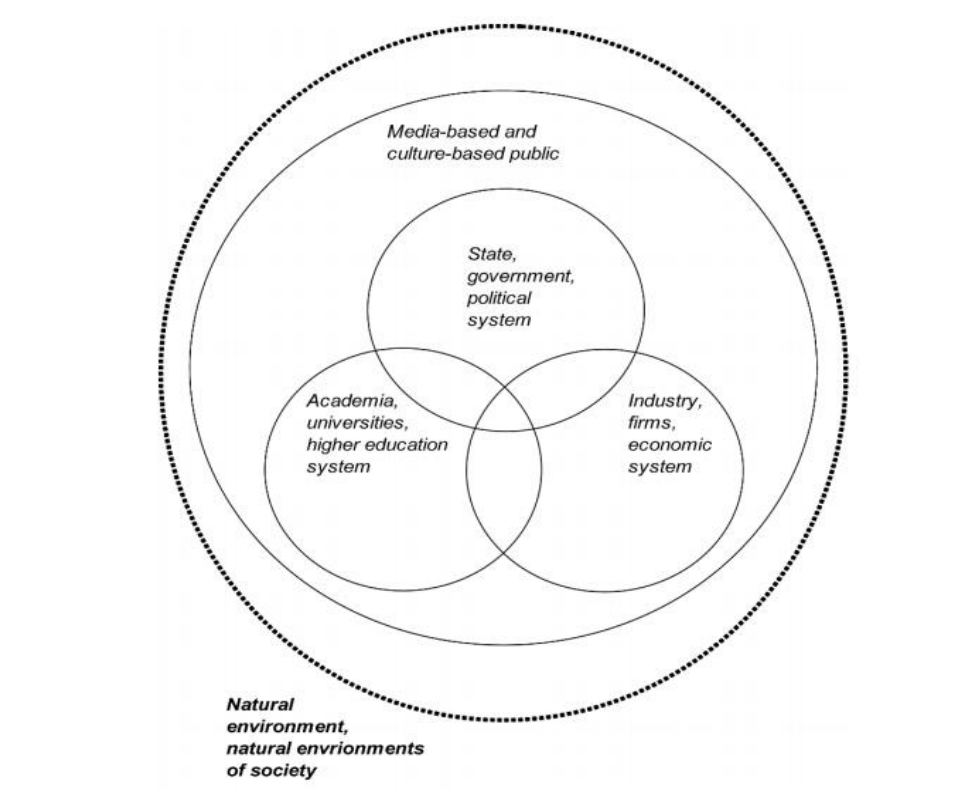 Media-based and
culture-based public
State,
government,
political
system
Academia,
universities,
higher education
system
Industry,
firms,
economic
system
Natural
environment,
natural envrionments
of society